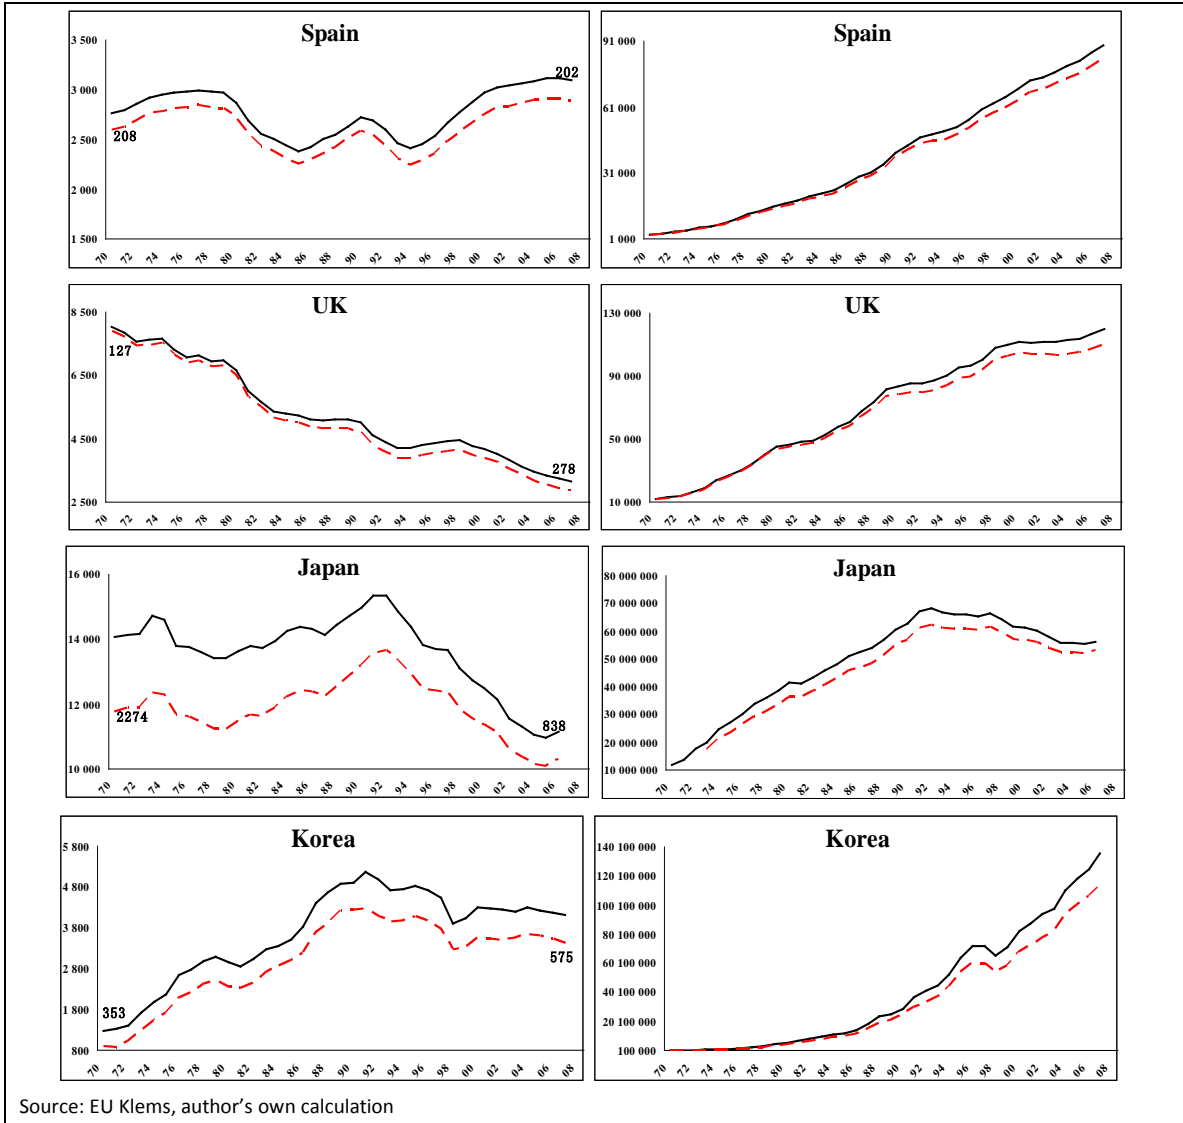 Spain
3 500
3 000
2 500
2 000
1 500
208
202
70 72 74 76 78 80 82 84 86 88 90 92 94 96 98 00 02 04 06 08
Spain
91 000
61 000
31 000
1 000
70 72 74 76 78 80 82 84 86 88 90 92 94 96 98 00 02 04 06 08
UK
8 500
6 500
4 500
2 500
127
278
70 72 74 76 78 80 82 84 86 88 90 92 94 96 98 00 02 04 06 08
UK
130 000
90 000
50 000
10 000
70 72 74 76 78 80 82 84 86 88 90 92 94 96 98 00 02 04 06 08
Japan
16 000
14 000
12 000
10 000
2274
838
70 72 74 76 78 80 82 84 86 88 90 92 94 96 98 00 02 04 06 08
Japan
80 000 000
70 000 000
60 000 000
50 000 000
40 000 000
30 000 000
20 000 000
10 000 000
70 72 74 76 78 80 82 84 86 88 90 92 94 96 98 00 02 04 06 08
Korea
5 800
4 800
3 800
2 800
1 800
800
353
575
70 72 74 76 78 80 82 84 86 88 90 92 94 96 98 00 02 04 06 08
Korea
140 100 000
120 100 000
100 100 000
80 100 000
60 100 000
40 100 000
20 100 000
100 000
70 72 74 76 78 80 82 84 86 88 90 92 94 96 98 00 02 04 06 08
Source: EU Klems, author’s own calculation